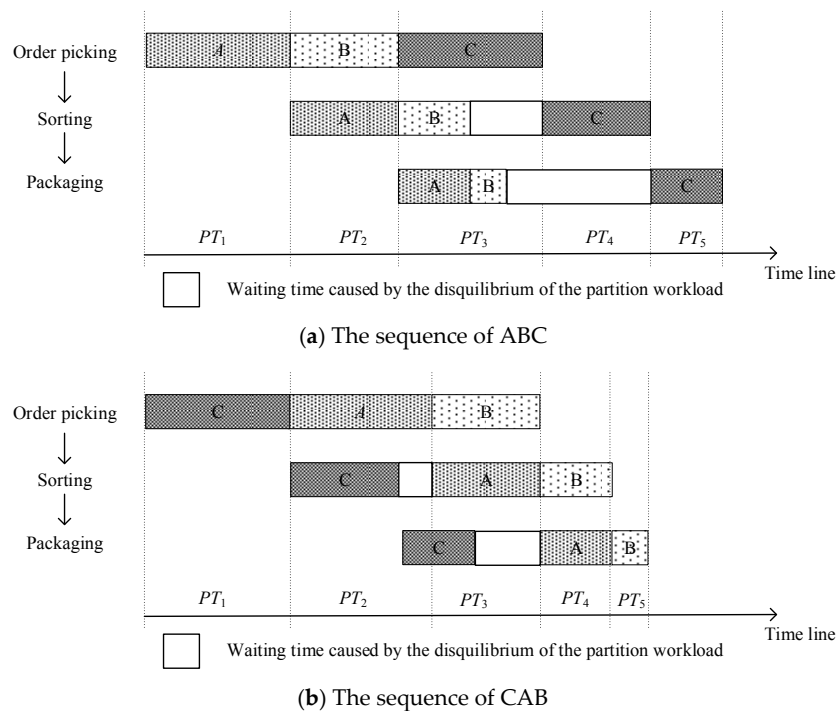 Order picking A B C
Sorting A B C
Packaging A B C
PT1 PT2 PT3 PT4 PT5
Time line
Waiting time caused by the disquilibrium of the partition workload
(a) The sequence of ABC
Order picking C A B
Sorting C A B
Packaging C A B
PT1 PT2 PT3 PT4 PT5
Time line
Waiting time caused by the disquilibrium of the partition workload
(b) The sequence of CAB